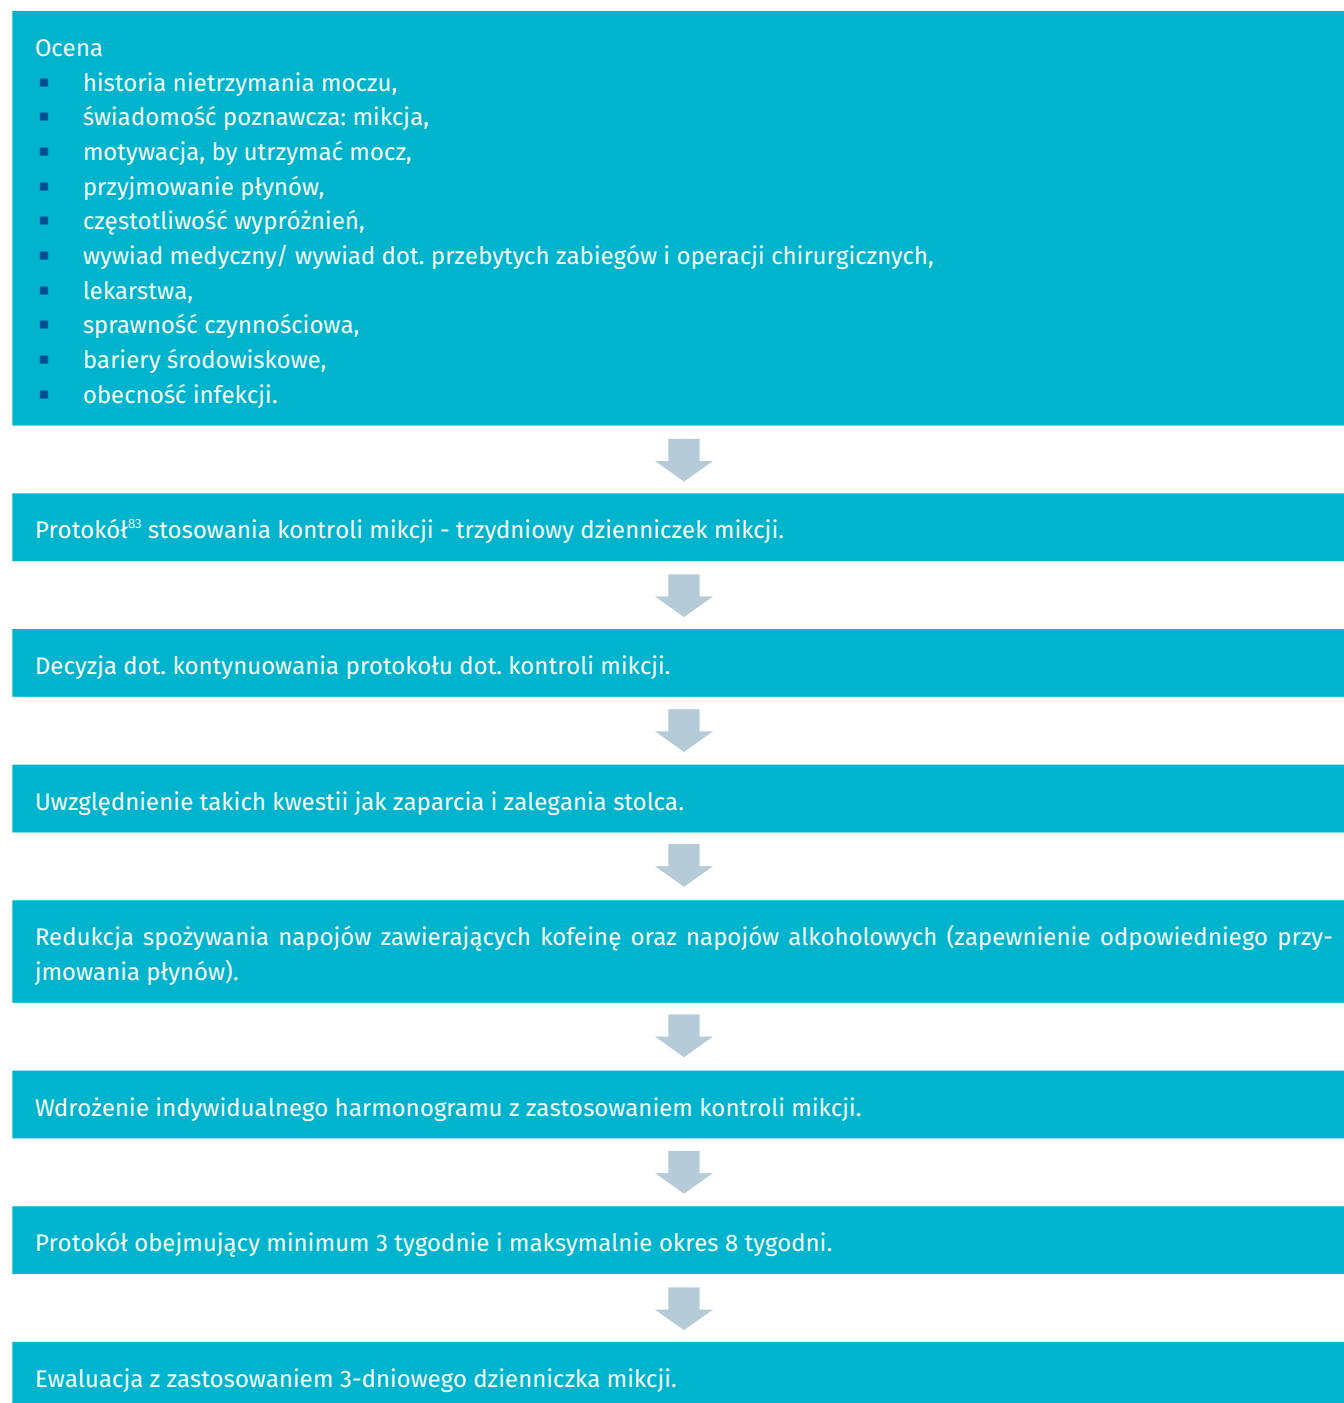 Ocena
▪ historia nietrzymania moczu,
▪ świadomość poznawcza: mikcja,
▪ motywacja, by utrzymać mocz,
▪ przyjmowanie płynów,
▪ częstotliwość wypróżnień,
▪ wywiad medyczny/ wywiad dot. przebytych zabiegów i operacji chirurgicznych,
▪ lekarstwa,
▪ sprawność czynnościowa,
▪ bariery środowiskowe,
▪ obecność infekcji.
Protokół⁸³ stosowania kontroli mikcji - trzydniowy dzienniczek mikcji.
Decyzja dot. kontynuowania protokołu dot. kontroli mikcji.
Uwzględnienie takich kwestii jak zaparcia i zalegania stolca.
Redukcja spożywania napojów zawierających kofeinę oraz napojów alkoholowych (zapewnienie odpowiedniego przy-
jmowania płynów).
Wdrożenie indywidualnego harmonogramu z zastosowaniem kontroli mikcji.
Protokół obejmujący minimum 3 tygodnie i maksymalnie okres 8 tygodni.
Ewaluacja z zastosowaniem 3-dniowego dzienniczka mikcji.